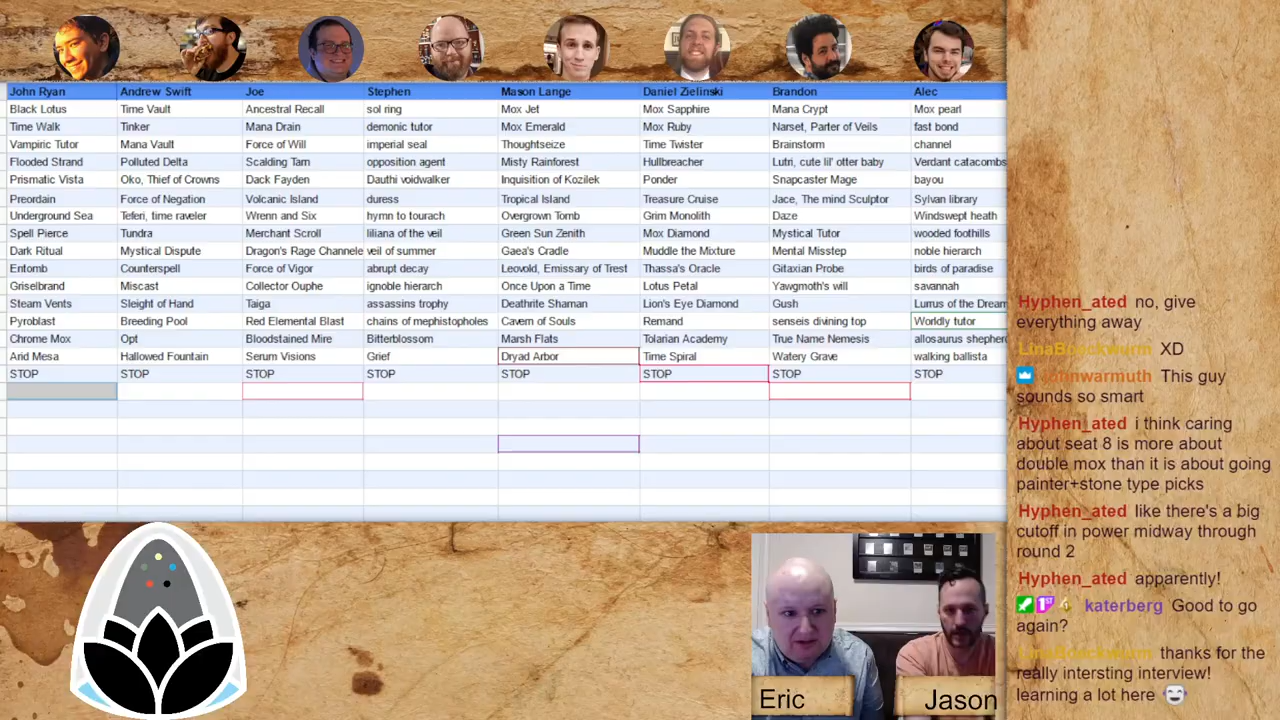 John Ryan Andrew Swift Joe Stephen Mason Lange Daniel Zielinski Brandon Alec
Black Lotus Time Vault Ancestral Recall sol ring Mox Jet Mox Sapphire Mana Crypt Mox pearl
Time Walk Tinker Mana Drain demonic tutor Mox Emerald Mox Ruby Narset, Parter of Veils fast bond
Vampiric Tutor Mana Vault Force of Will imperial seal Thoughtseize Time Twister Brainstorm channel
Flooded Strand Polluted Delta Scalding Tarn opposition agent Misty Rainforest Hullbreacher Lutri, cute lil' otter baby Verdant catacombs
Prismatic Vista Oko, Thief of Crowns Dack Fayden Dauthi voidwalker Inquisition of Kozilek Ponder Snapcaster Mage bayou
Preordain Force of Negation Volcanic Island duress Tropical Island Treasure Cruise Jace, The mind Sculptor Sylvan library
Underground Sea Teferi, time raveler Wrenn and Six hymn to tourach Overgrown Tomb Grim Monolith Daze Windswept heath
Spell Pierce Tundra Merchant Scroll liliana of the veil Green Sun Zenith Mox Diamond Mystical Tutor wooded foothills
Dark Ritual Mystical Dispute Dragon's Rage Channele veil of summer Gaea's Cradle Muddle the Mixture Mental Misstep noble hierarch
Entomb Counterspell Force of Vigor abrupt decay Leovold, Emissary of Trest Thassa's Oracle Gitaxian Probe birds of paradise
Griselbrand Miscast Collector Ouphe ignoble hierarch Once Upon a Time Lotus Petal Yawgmoth's will savannah
Steam Vents Sleight of Hand Taiga assassins trophy Deathrite Shaman Lion's Eye Diamond Gush Lurrus of the Dream
Pyroblast Breeding Pool Red Elemental Blast chains of mephistopholes Cavern of Souls Remand senseis divining top Worldly tutor
Chrome Mox Opt Bloodstained Mire Bitterblossom Marsh Flats Tolarian Academy True Name Nemesis allosaurus shepher
Arid Mesa Hallowed Fountain Serum Visions Grief Dryad Arbor Time Spiral Watery Grave walking ballista
STOP STOP STOP STOP STOP STOP STOP STOP
Hyphen_ated no, give
everything away
XD
This guy
sounds so smart
Hyphen_ated i think caring
about seat 8 is more about
double mox than it is about going
painter+stone type picks
Hyphen_ated like there's a big
cutoff in power midway through
round 2
Hyphen_ated apparently!
katerberg Good to go
again?
thanks for the
really intersting interview!
learning a lot here
Eric Jason